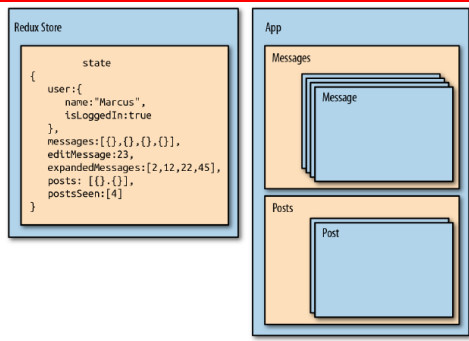 Redux Store
state
{
user:{
name:"Marcus",
isLoggedIn:true
},
messages:[{},{},{},{}],
editMessage:23,
expandedMessages:[2,12,22,45],
posts: [{}.{}],
postsSeen:[4]
}
App
Messages
Message
Posts
Post